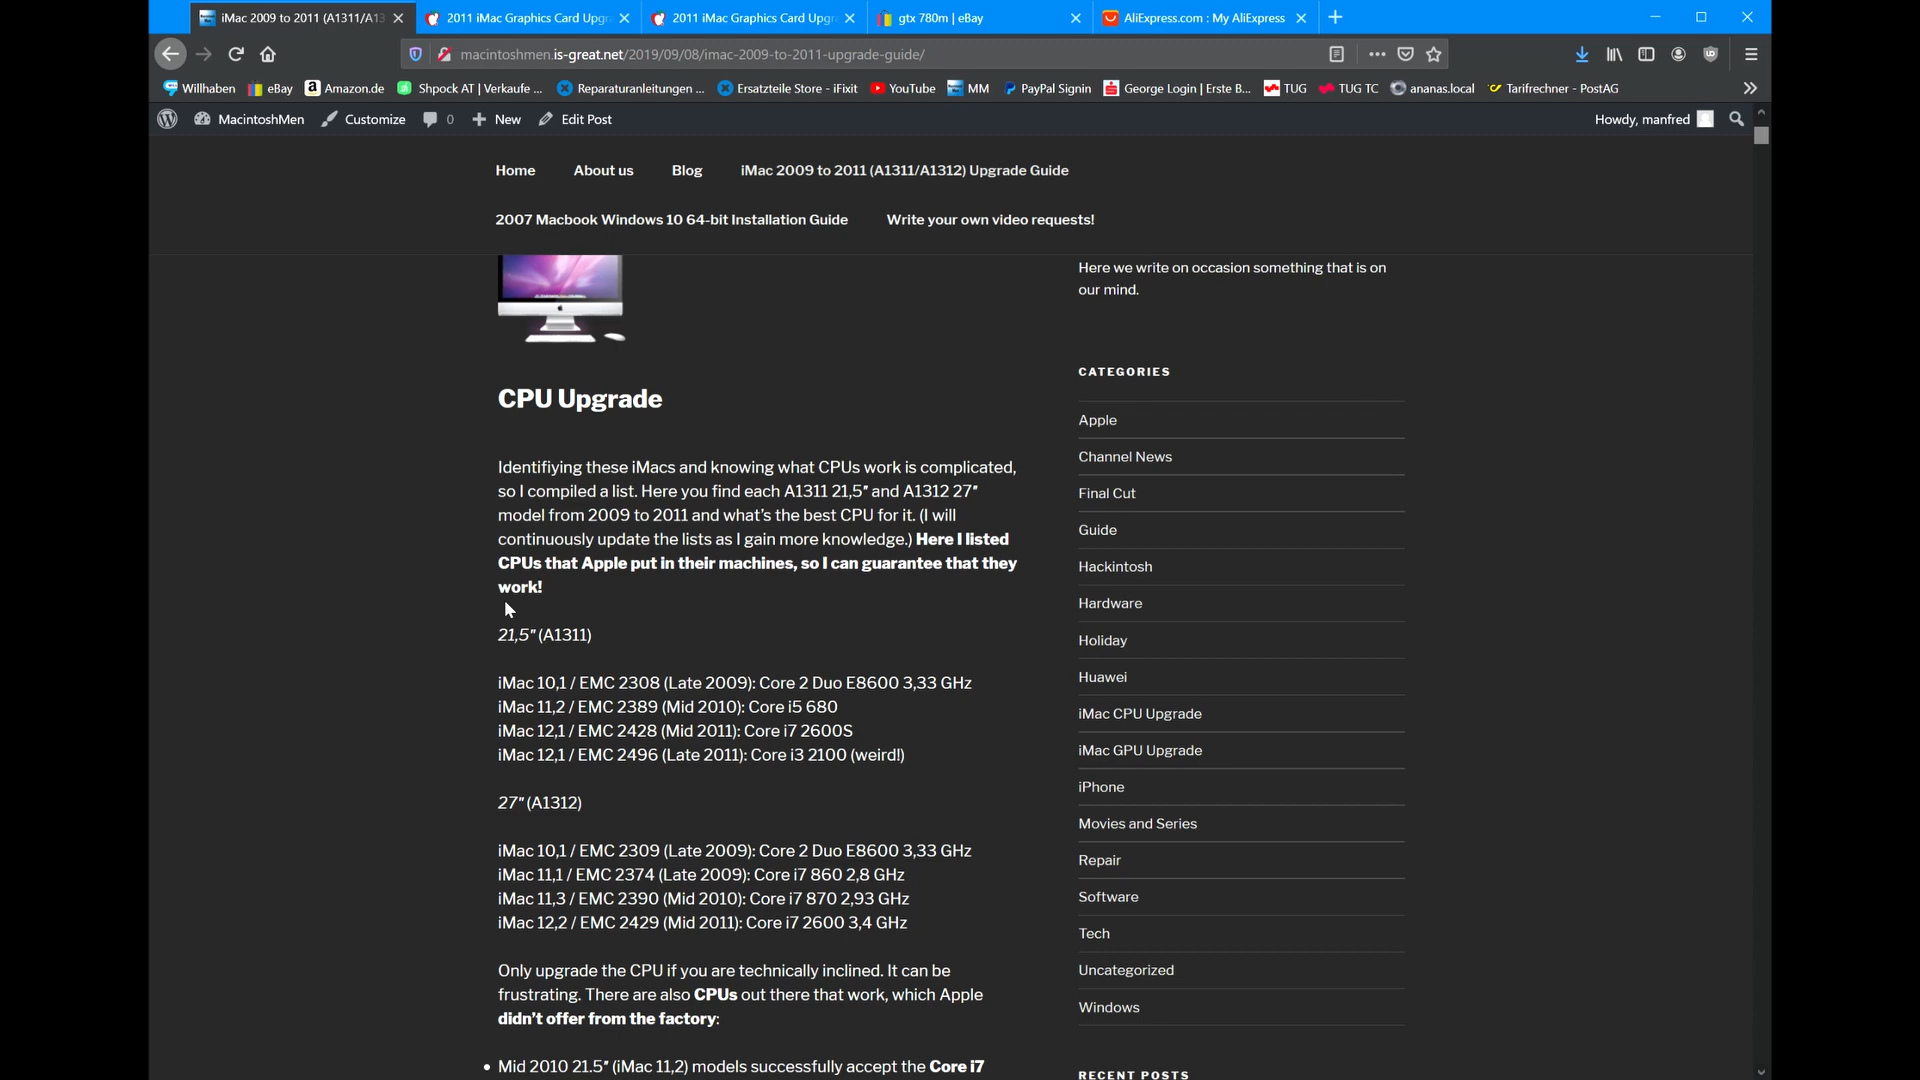 iMac 2009 to 2011 (A1311/A13
2011 iMac Graphics Card Upgr
2011 iMac Graphics Card Upgr
gtx 780m | eBay
AliExpress.com : My AliExpress
macintoshmen.is-great.net/2019/09/08/imac-2009-to-2011-upgrade-guide/
Willhaben
eBay
Amazon.de
Shpock AT | Verkaufe ...
Reparaturanleitungen ...
Ersatzteile Store - iFixit
YouTube
MM
PayPal Signin
George Login | Erste B...
TUG
TUG TC
ananas.local
Tarifrechner - PostAG
MacintoshMen
Customize
0
New
Edit Post
Howdy, manfred
Home
About us
Blog
iMac 2009 to 2011 (A1311/A1312) Upgrade Guide
2007 Macbook Windows 10 64-bit Installation Guide
Write your own video requests!
CPU Upgrade
Identifiying these iMacs and knowing what CPUs work is complicated,
so I compiled a list. Here you find each A1311 21,5″ and A1312 27″
model from 2009 to 2011 and what’s the best CPU for it. (I will
continuously update the lists as I gain more knowledge.) Here I listed
CPUs that Apple put in their machines, so I can guarantee that they
work!
21,5″ (A1311)
iMac 10,1 / EMC 2308 (Late 2009): Core 2 Duo E8600 3,33 GHz
iMac 11,2 / EMC 2389 (Mid 2010): Core i5 680
iMac 12,1 / EMC 2428 (Mid 2011): Core i7 2600S
iMac 12,1 / EMC 2496 (Late 2011): Core i3 2100 (weird!)
27″ (A1312)
iMac 10,1 / EMC 2309 (Late 2009): Core 2 Duo E8600 3,33 GHz
iMac 11,1 / EMC 2374 (Late 2009): Core i7 860 2,8 GHz
iMac 11,3 / EMC 2390 (Mid 2010): Core i7 870 2,93 GHz
iMac 12,2 / EMC 2429 (Mid 2011): Core i7 2600 3,4 GHz
Only upgrade the CPU if you are technically inclined. It can be
frustrating. There are also CPUs out there that work, which Apple
didn’t offer from the factory:
• Mid 2010 21.5″ (iMac 11,2) models successfully accept the Core i7
Here we write on occasion something that is on
our mind.
CATEGORIES
Apple
Channel News
Final Cut
Guide
Hackintosh
Hardware
Holiday
Huawei
iMac CPU Upgrade
iMac GPU Upgrade
iPhone
Movies and Series
Repair
Software
Tech
Uncategorized
Windows
RECENT POSTS